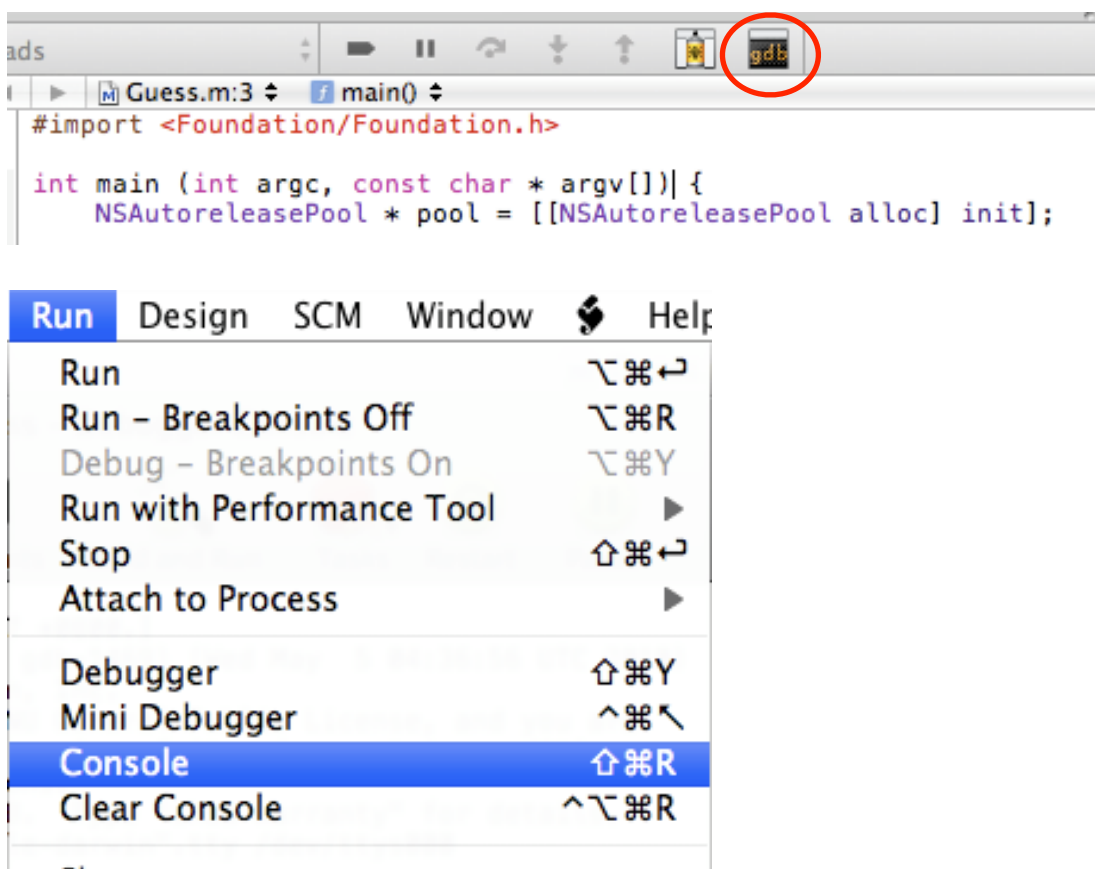 ads
gdb
Guess.m:3 main()
#import <Foundation/Foundation.h>
int main (int argc, const char * argv[]) {
NSAutoreleasePool * pool = [[NSAutoreleasePool alloc] init];
Run Design SCM Window Help
Run ⌥⌘↩
Run – Breakpoints Off ⌥⌘R
Debug – Breakpoints On ⌥⌘Y
Run with Performance Tool ▶
Stop ⇧⌘↩
Attach to Process ▶
Debugger ⇧⌘Y
Mini Debugger ^⌘↖
Console ⇧⌘R
Clear Console ^⌥⌘R